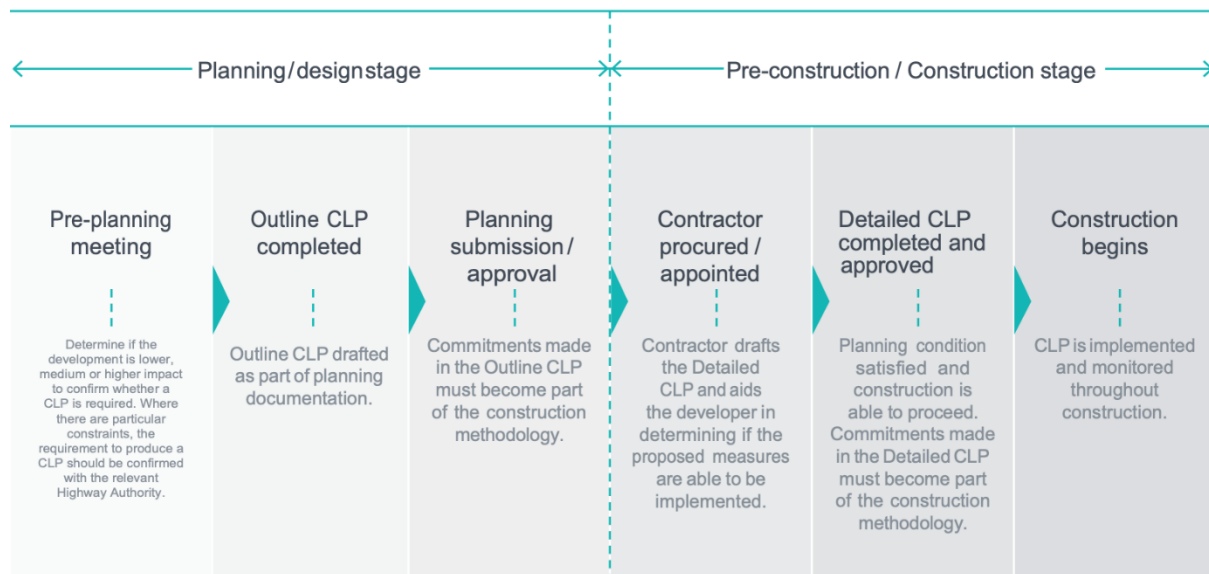 Planning/designstage
Pre-construction / Construction stage
Pre-planning
meeting
Determine if the
development is lower,
medium or higher impact
to confirm whether a
CLP is required. Where
there are particular
constraints, the
requirement to produce a
CLP should be confirmed
with the relevant
Highway Authority.
Outline CLP
completed
Outline CLP drafted
as part of planning
documentation.
Planning
submission/
approval
Commitments made
in the Outline CLP
must become part
of the construction
methodology.
Contractor
procured /
appointed
Contractor drafts
the Detailed
CLP and aids
the developer in
determining if the
proposed measures
are able to be
implemented.
Detailed CLP
completed and
approved
Planning condition
satisfied and
construction is
able to proceed.
Commitments made
in the Detailed CLP
must become part
of the construction
methodology.
Construction
begins
CLP is implemented
and monitored
throughout
construction.